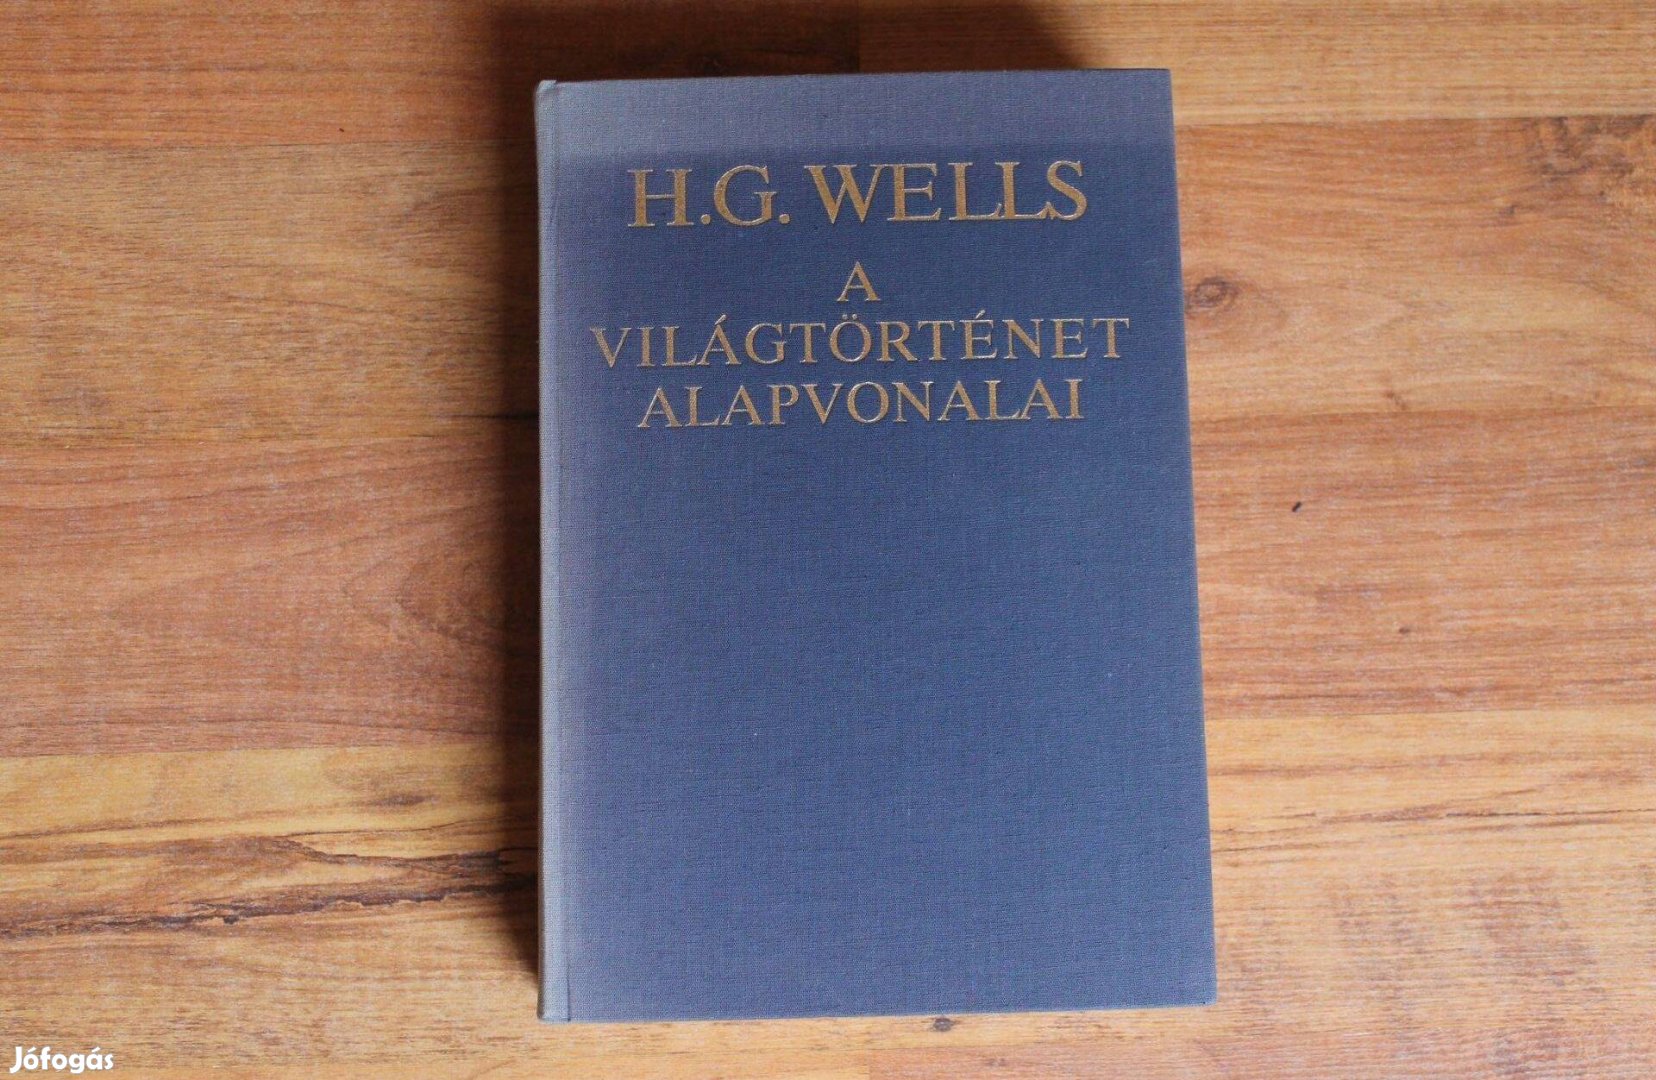 H.G. WELLS
A
VILÁGTÖRTÉNET
ALAPVONALAI
Jófogás